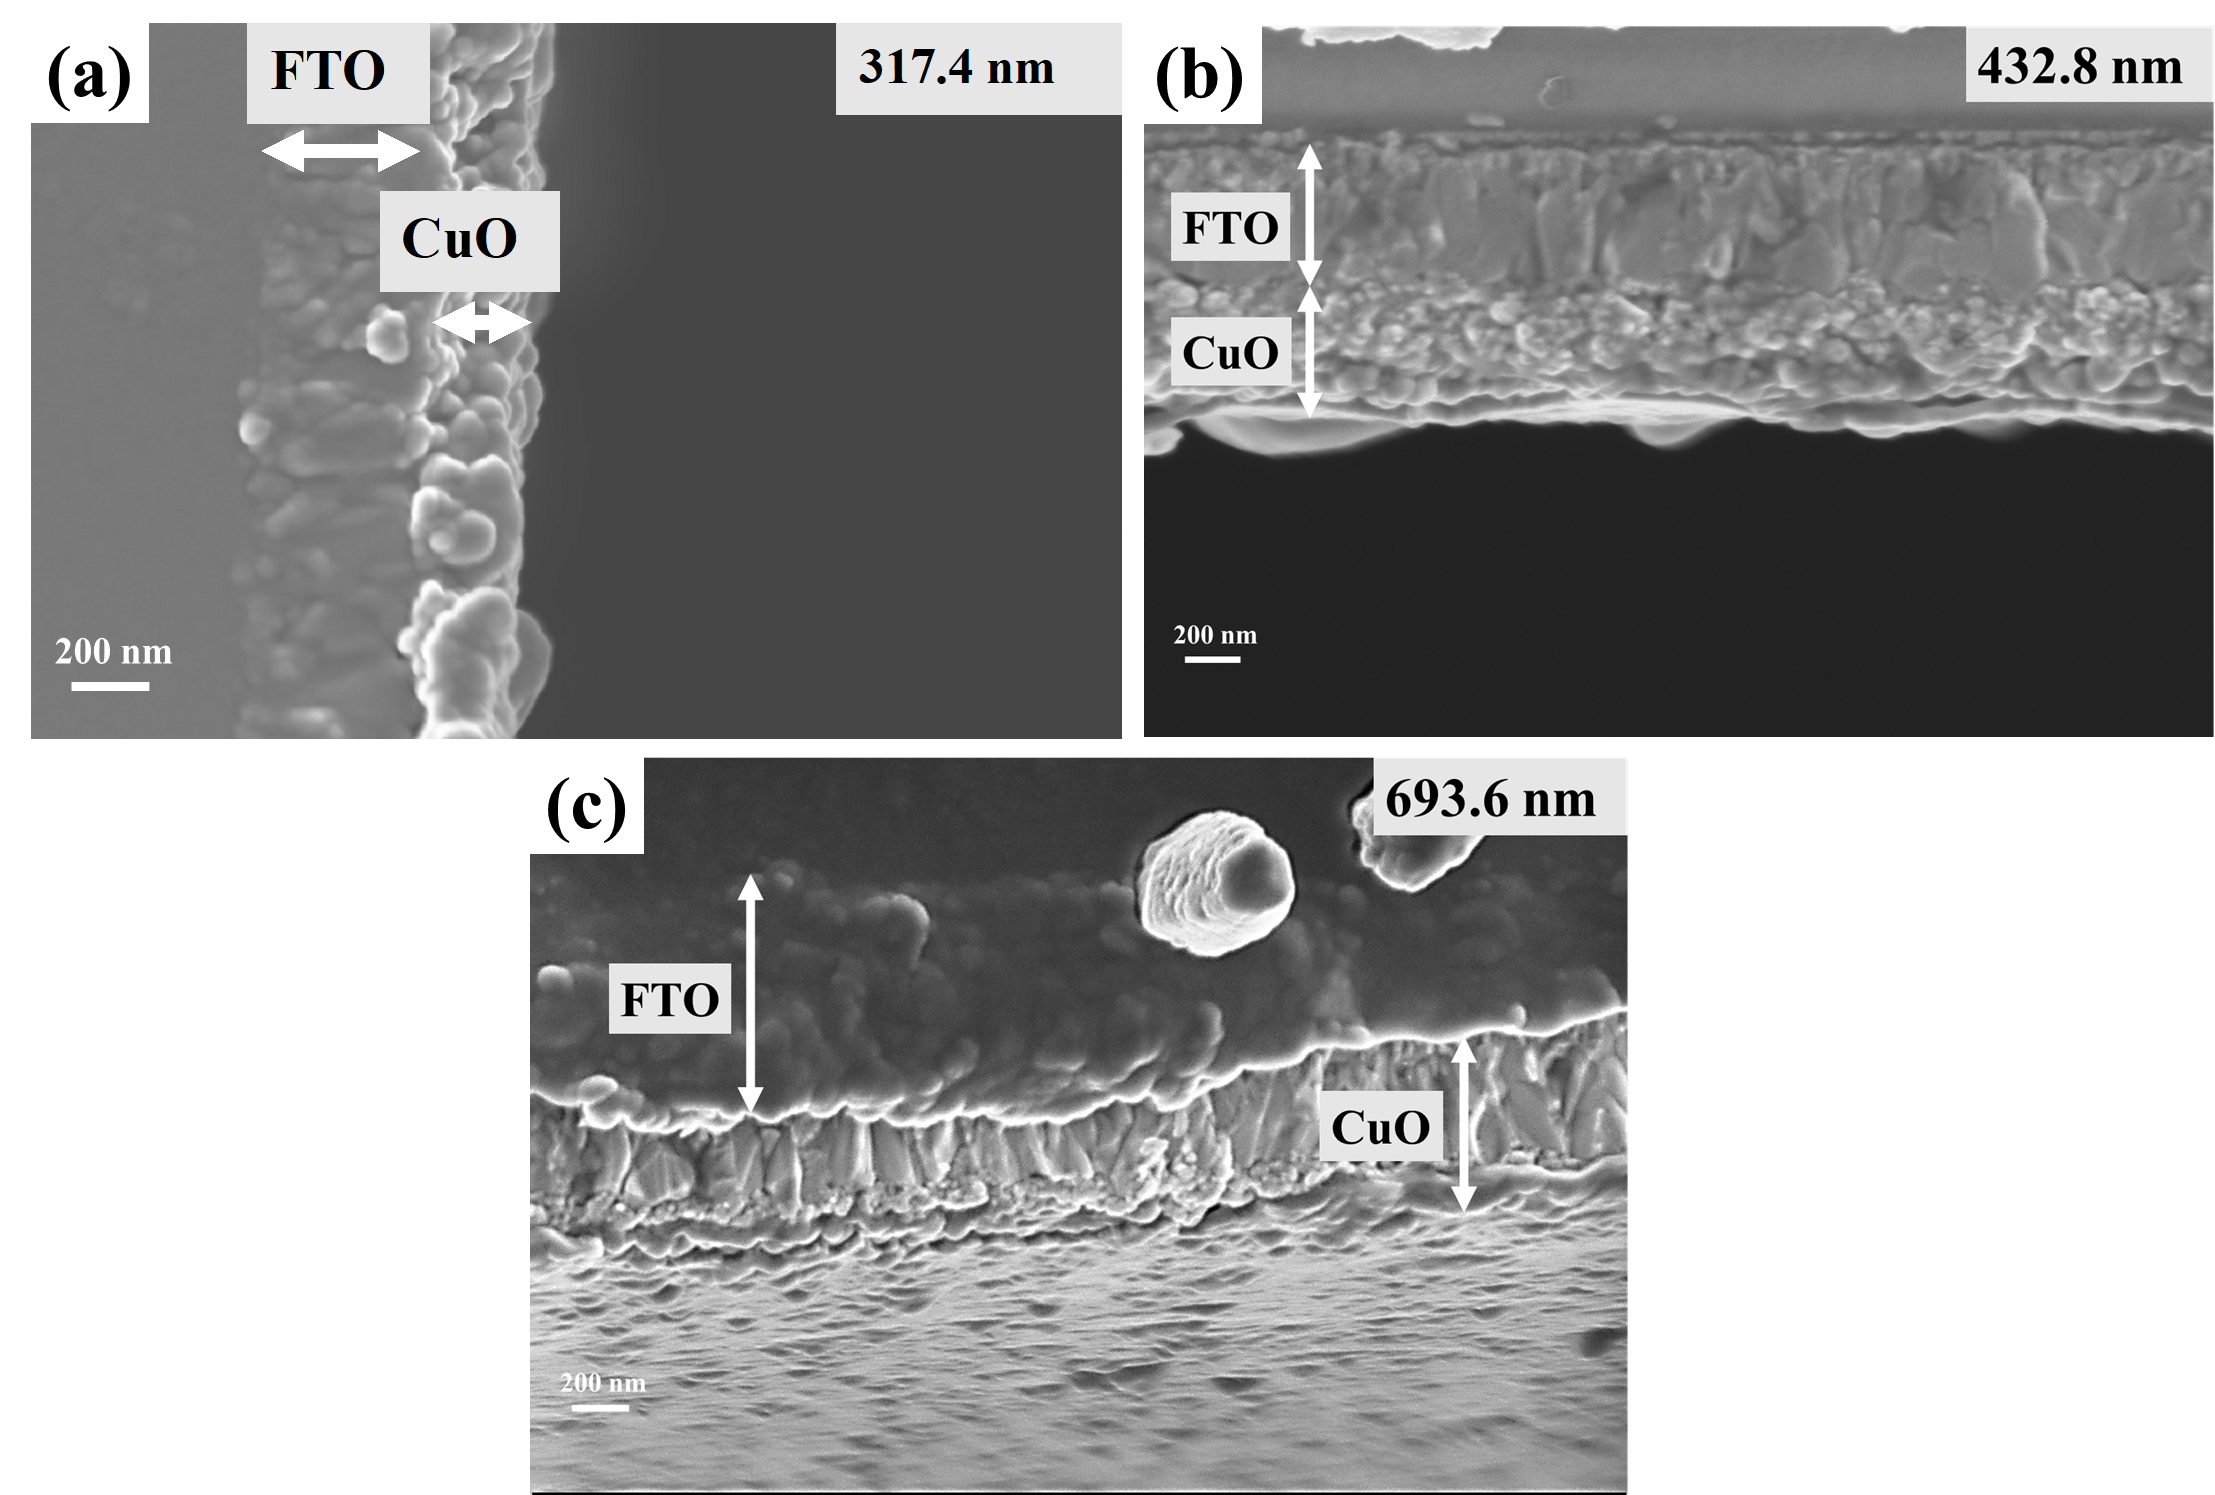 (a)
FTO
317.4 nm
CuO
200 nm
(b)
432.8 nm
FTO
CuO
200 nm
(c)
693.6 nm
FTO
CuO
200 nm